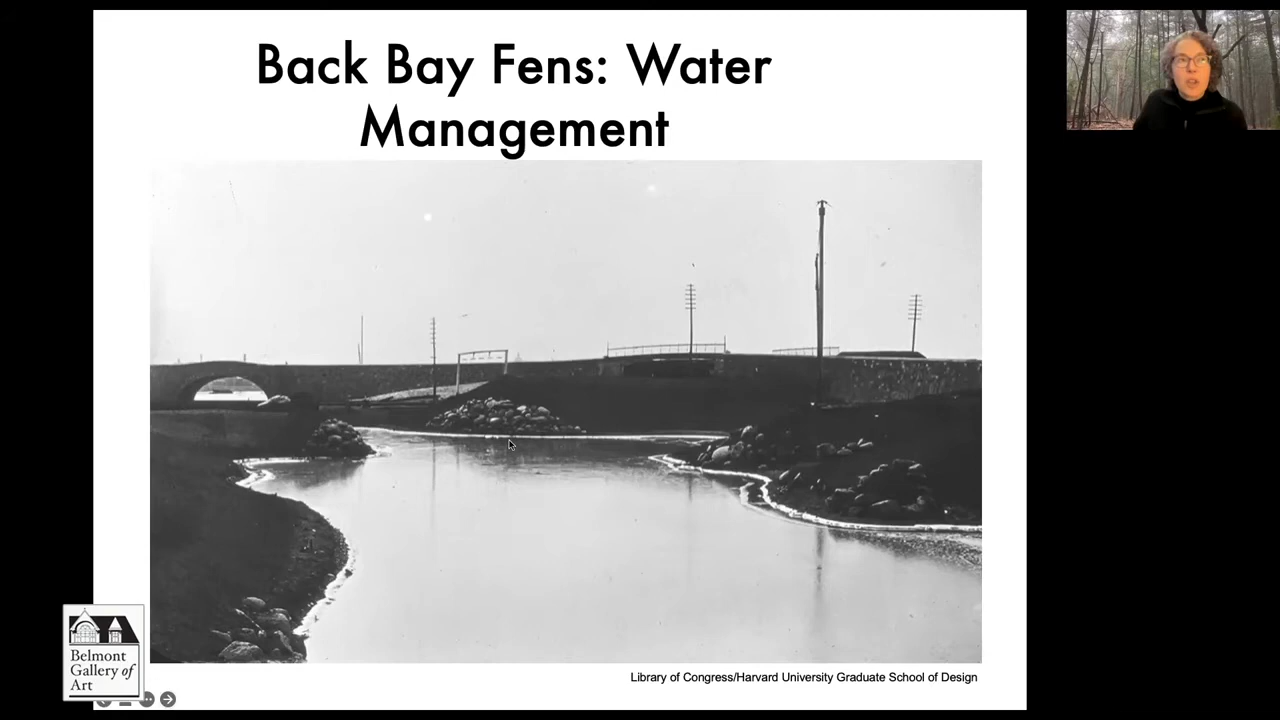 Back Bay Fens: Water
Management
Belmont
Gallery of
Art
Library of Congress/Harvard University Graduate School of Design